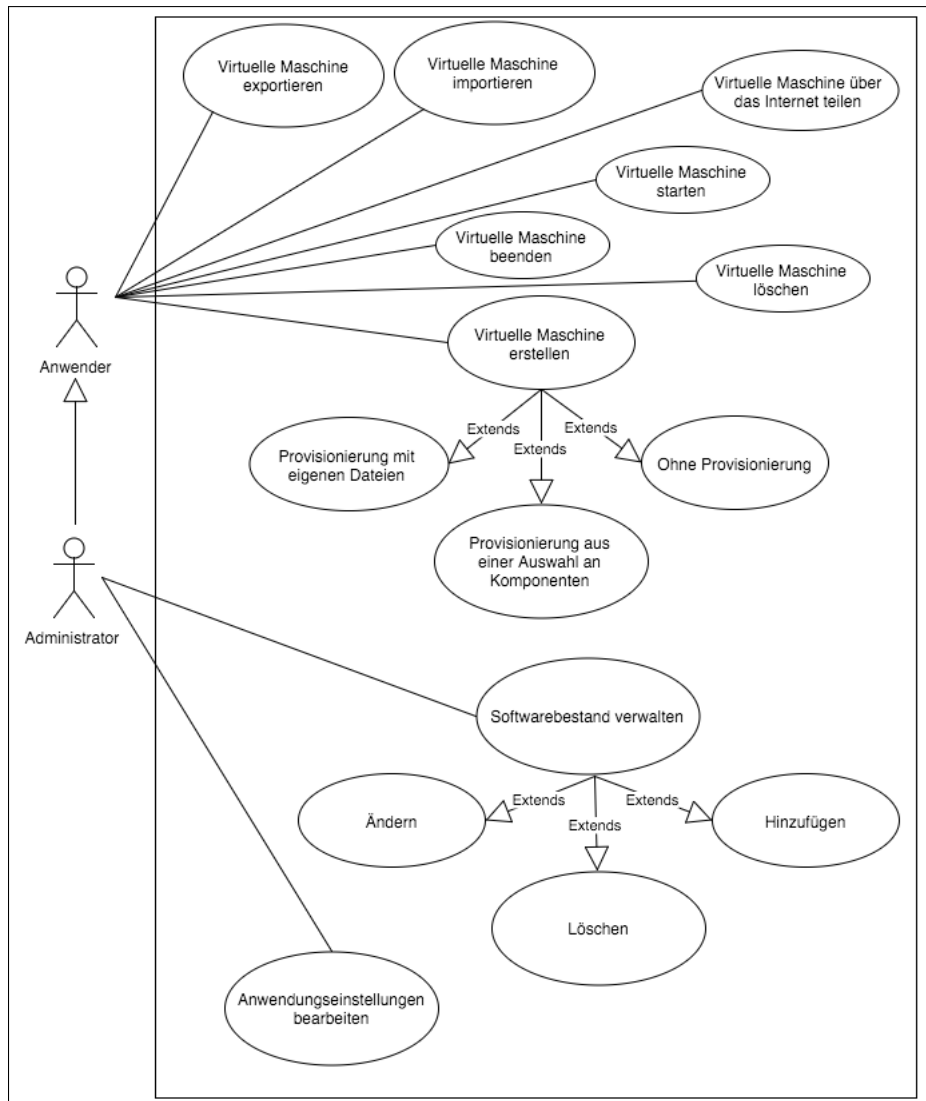 Virtuelle Maschine
exportieren
Virtuelle Maschine
importieren
Virtuelle Maschine über
das Internet teilen
Virtuelle Maschine
starten
Virtuelle Maschine
beenden
Virtuelle Maschine
löschen
Anwender
Virtuelle Maschine
erstellen
Extends
Extends
Extends
Provisionierung mit
eigenen Dateien
Ohne Provisionierung
Provisionierung aus
einer Auswahl an
Komponenten
Administrator
Softwarebestand verwalten
Extends
Extends
Extends
Ändern
Hinzufügen
Löschen
Anwendungseinstellungen
bearbeiten